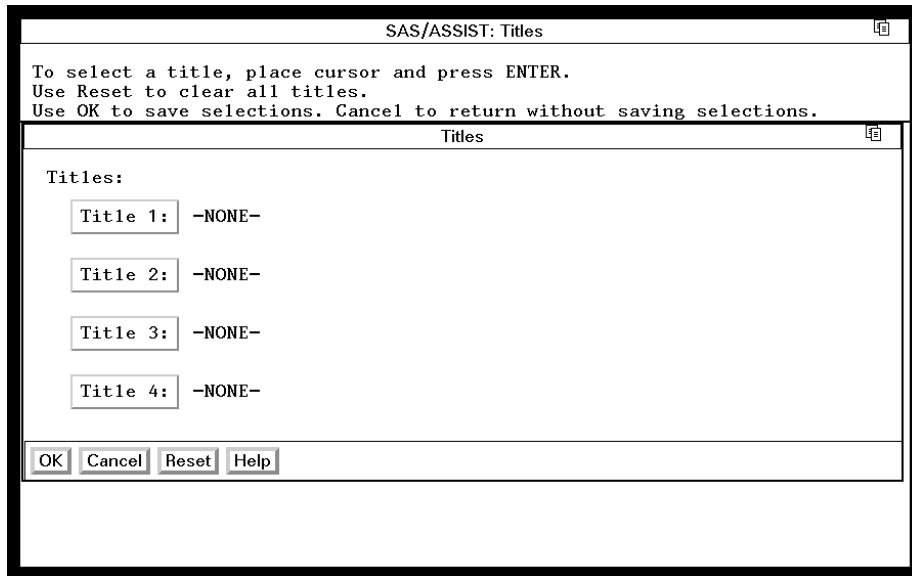 SAS/ASSIST: Titles
To select a title, place cursor and press ENTER.
Use Reset to clear all titles.
Use OK to save selections. Cancel to return without saving selections.
Titles
Titles:
Title 1: -NONE-
Title 2: -NONE-
Title 3: -NONE-
Title 4: -NONE-
OK Cancel Reset Help